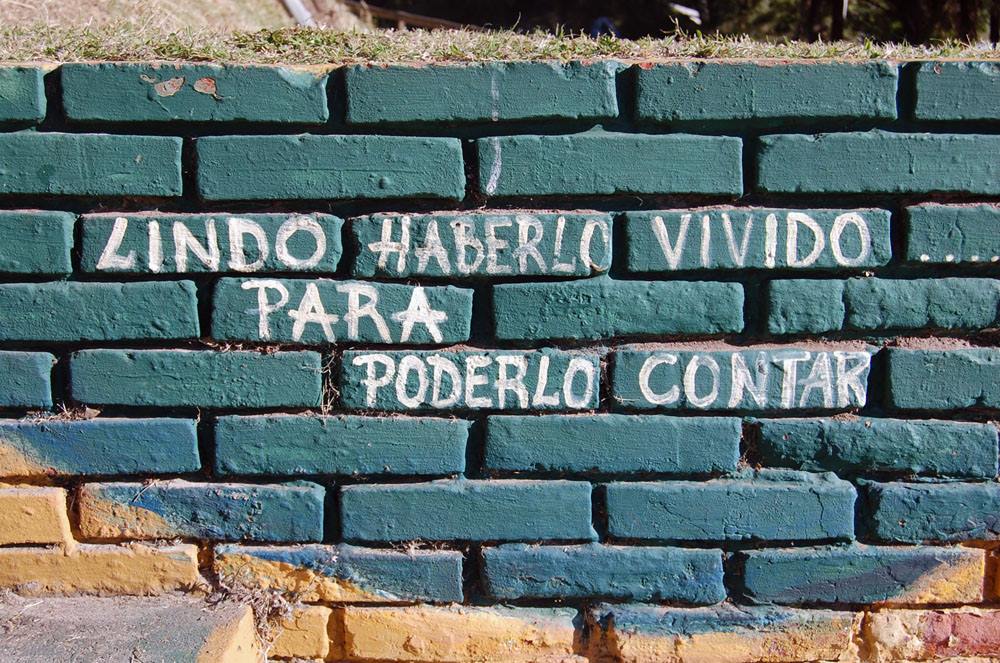 LINDO HABERLO VIVIDO.....
PARA
PODERLO CONTAR